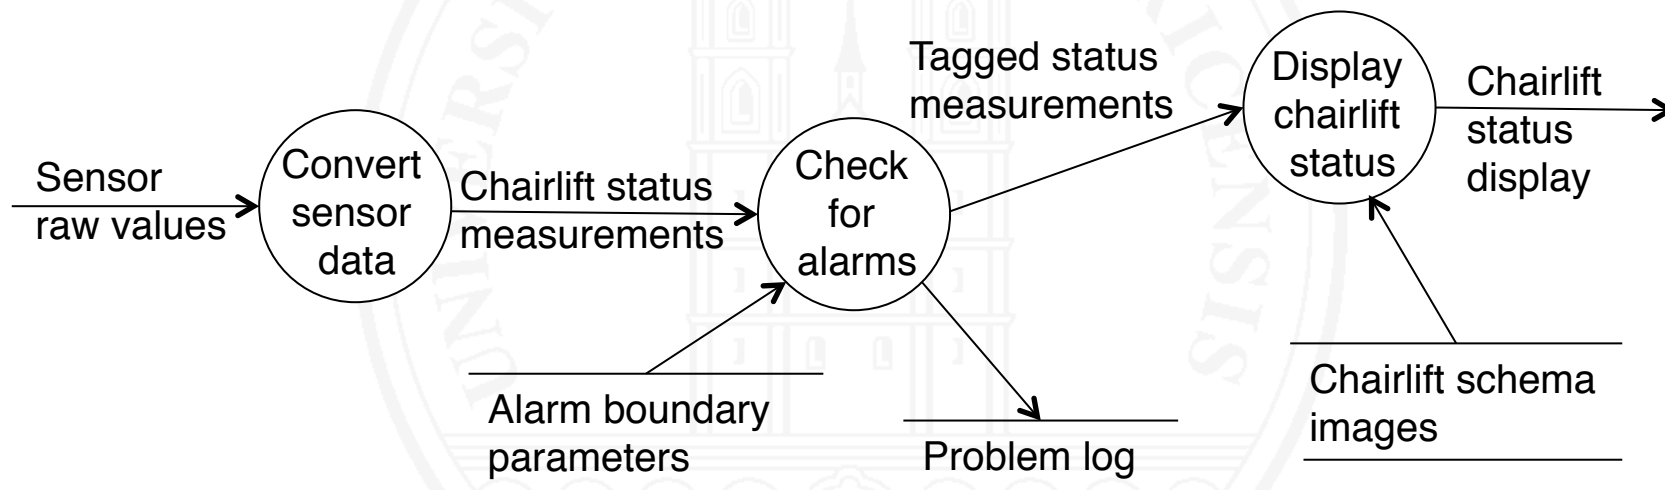 Sensor
raw values
Convert
sensor
data
Chairlift status
measurements
Check
for
alarms
Tagged status
measurements
Display
chairlift
status
Chairlift
status
display
Alarm boundary
parameters
Problem log
Chairlift schema
images